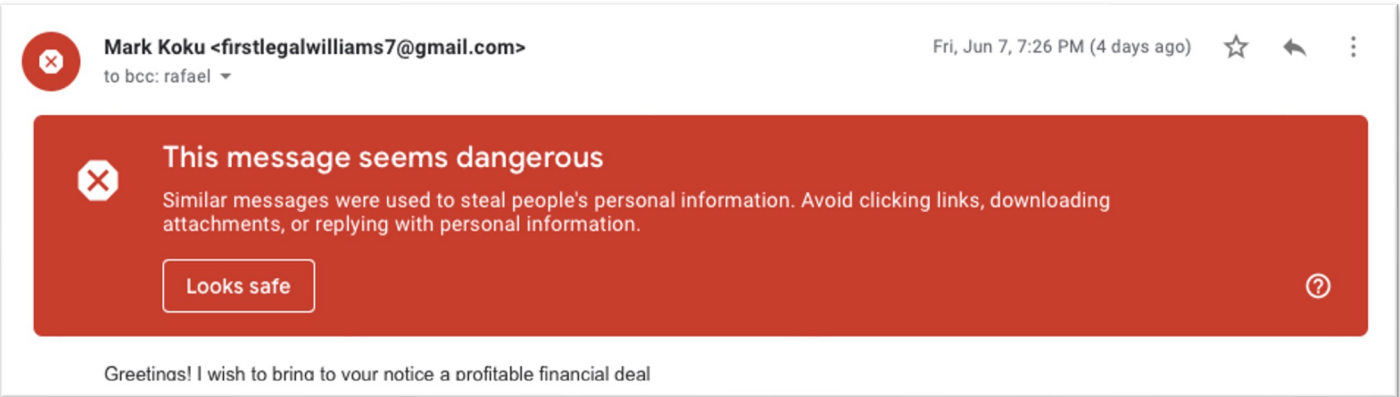 Mark Koku <firstlegalwilliams7@gmail.com>
Fri, Jun 7, 7:26 PM (4 days ago)
to bcc: rafael
This message seems dangerous
Similar messages were used to steal people's personal information. Avoid clicking links, downloading
attachments, or replying with personal information.
Looks safe
Greetings! I wish to bring to your notice a profitable financial deal